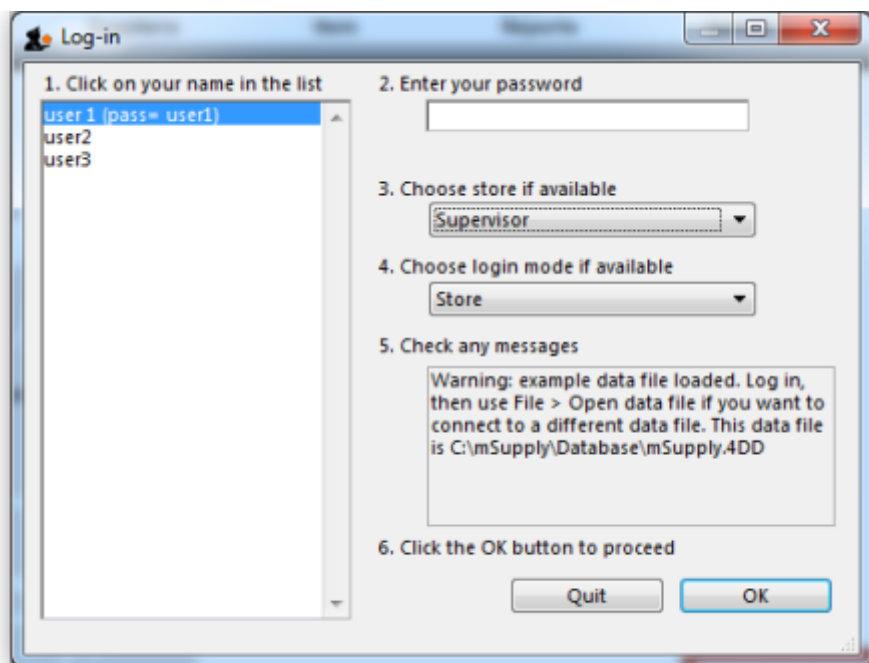 Log-in
1. Click on your name in the list
user 1 (pass= user1)
user2
user3
2. Enter your password
3. Choose store if available
Supervisor
4. Choose login mode if available
Store
5. Check any messages
Warning: example data file loaded. Log in,
then use File > Open data file if you want to
connect to a different data file. This data file
is C:\mSupply\Database\mSupply.4DD
6. Click the OK button to proceed
Quit
OK